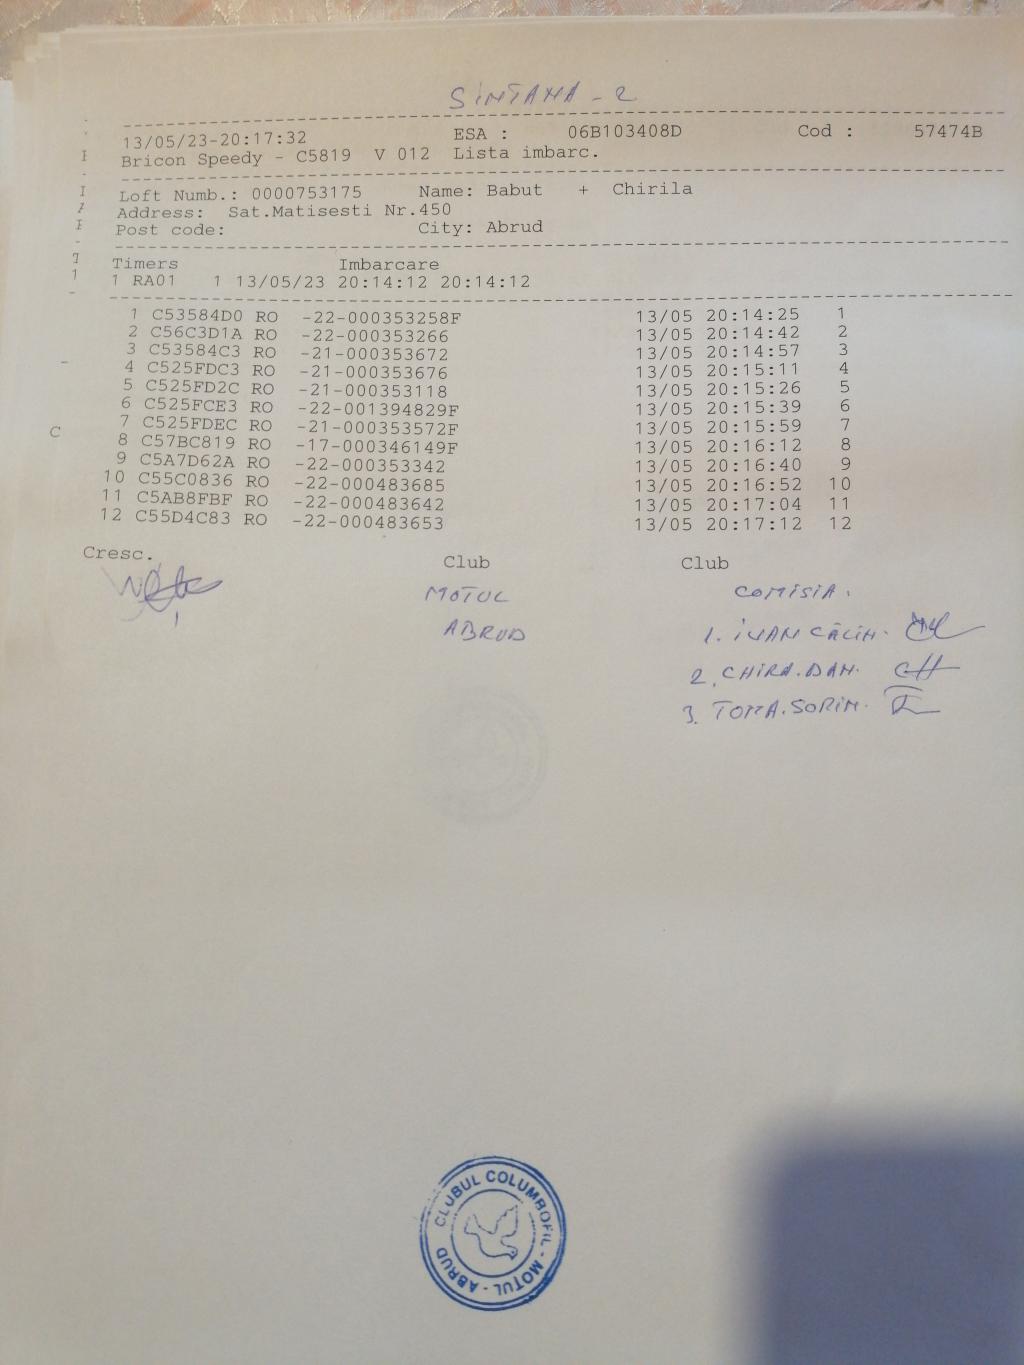 SINTANA - 2
13/05/23-20:17:32 ESA : 06B103408D Cod : 57474B
Bricon Speedy - C5819 V 012 Lista imbarc.
Loft Numb.: 0000753175 Name: Babut + Chirila
Address: Sat.Matisesti Nr.450
Post code: City: Abrud
Timers Imbarcare
1 RA01 1 13/05/23 20:14:12 20:14:12
1 C53584D0 RO -22-000353258F 13/05 20:14:25 1
2 C56C3D1A RO -22-000353266 13/05 20:14:42 2
3 C53584C3 RO -21-000353672 13/05 20:14:57 3
4 C525FDC3 RO -21-000353676 13/05 20:15:11 4
5 C525FD2C RO -21-000353118 13/05 20:15:26 5
6 C525FCE3 RO -22-001394829F 13/05 20:15:39 6
7 C525FDEC RO -21-000353572F 13/05 20:15:59 7
8 C57BC819 RO -17-000346149F 13/05 20:16:12 8
9 C5A7D62A RO -22-000353342 13/05 20:16:40 9
10 C55C0836 RO -22-000483685 13/05 20:16:52 10
11 C5AB8FBF RO -22-000483642 13/05 20:17:04 11
12 C55D4C83 RO -22-000483653 13/05 20:17:12 12
Cresc. Club Club
MOTUL COMISIA.
ABRUD 1. IVAN CĂLIN.
2. CHIRA.DAN.
3. TOMA.SORIN.
CLUBUL COLUMBOFIL - MOTUL - ABRUD